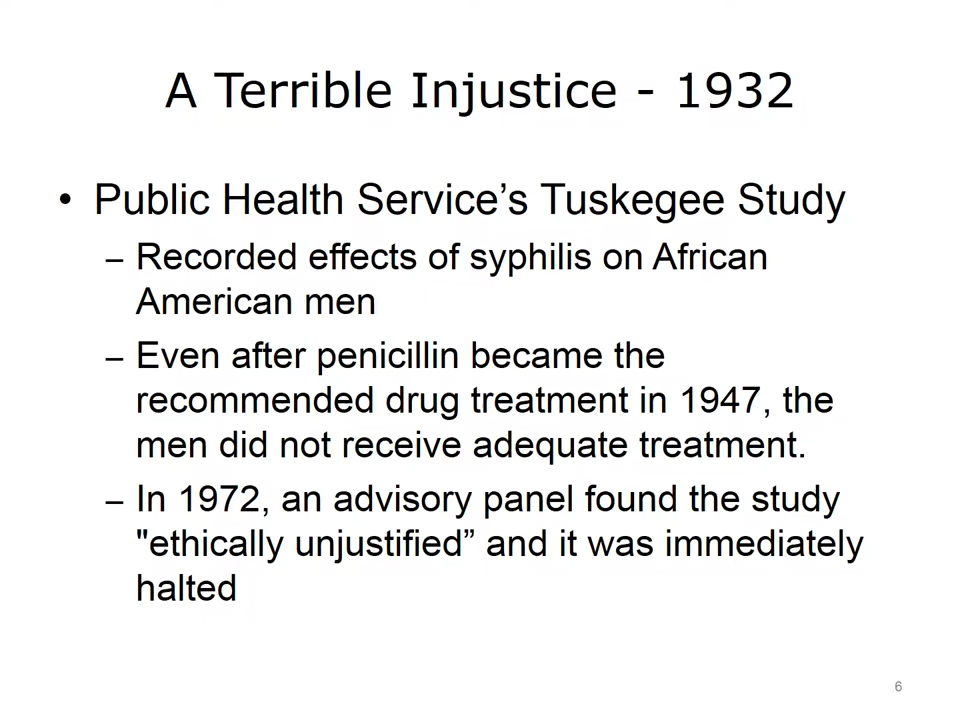 A Terrible Injustice - 1932
• Public Health Service’s Tuskegee Study
– Recorded effects of syphilis on African
American men
– Even after penicillin became the
recommended drug treatment in 1947, the
men did not receive adequate treatment.
– In 1972, an advisory panel found the study
"ethically unjustified” and it was immediately
halted
6